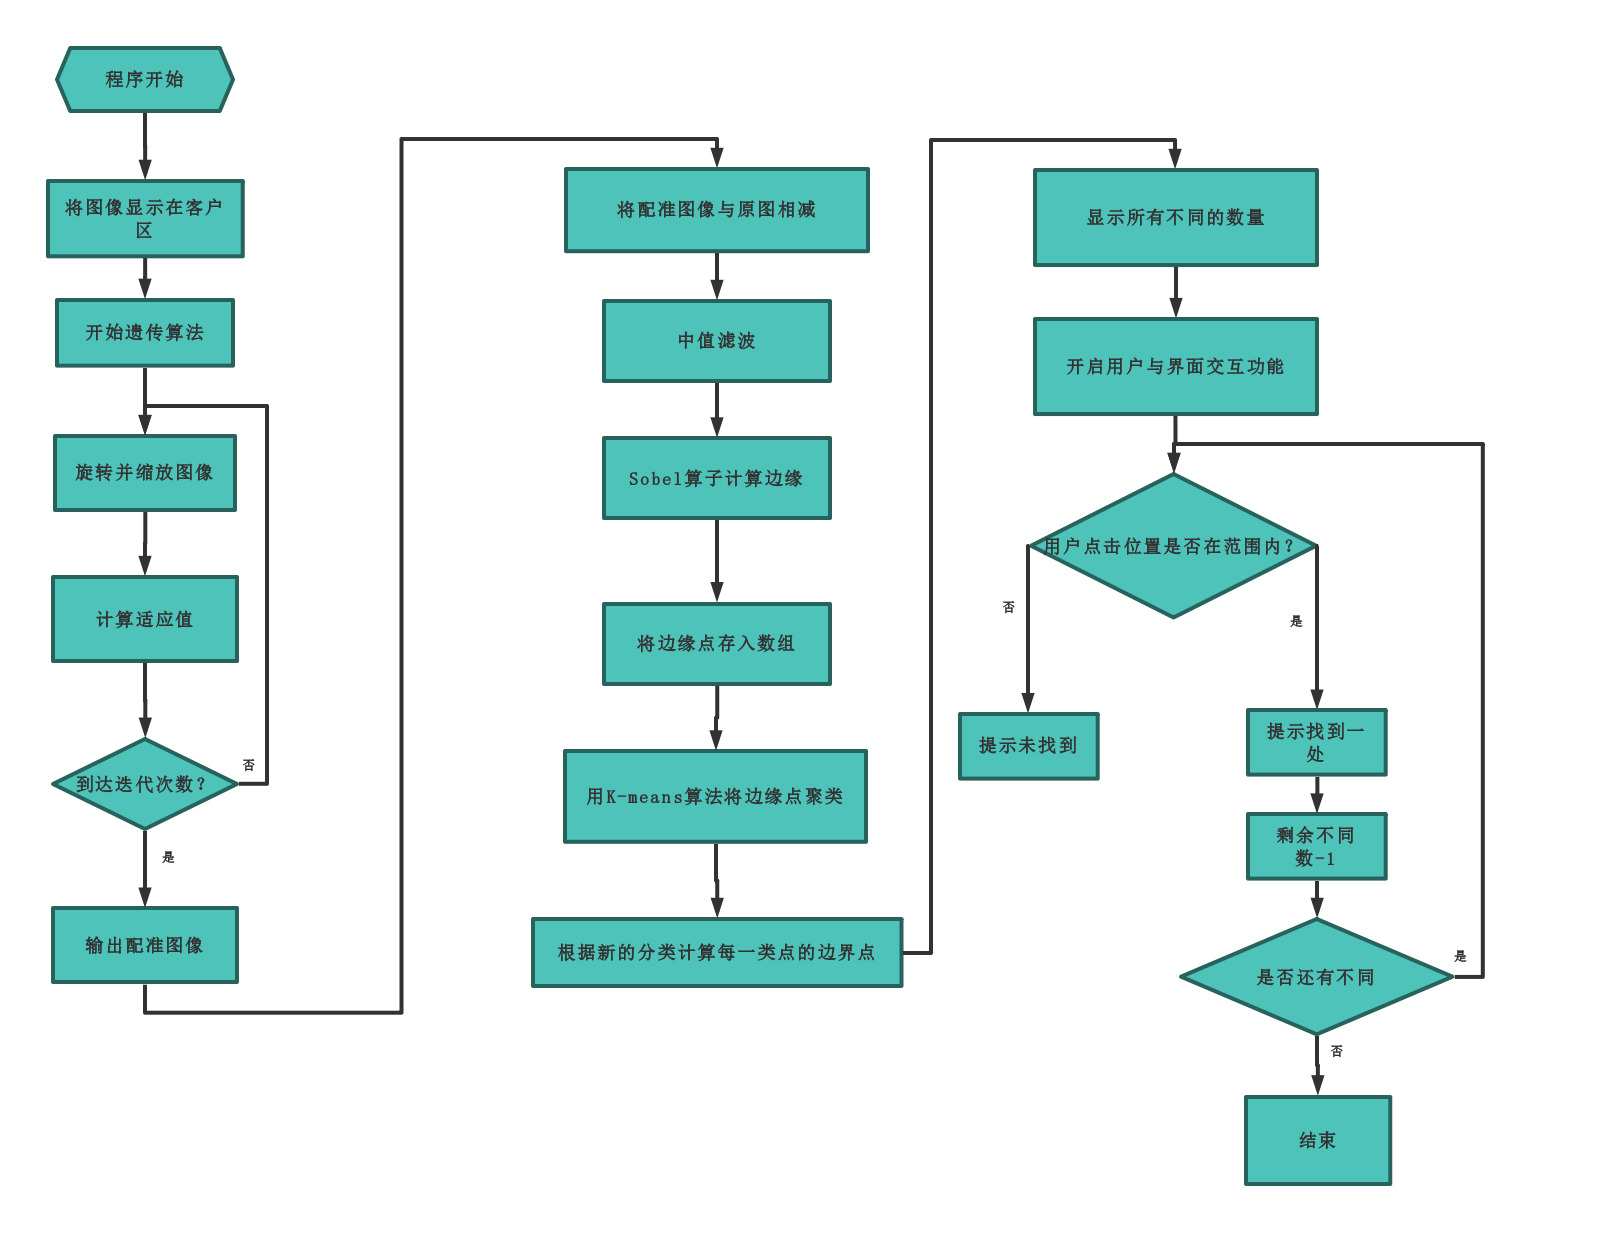 程序开始
将图像显示在客户
区
开始遗传算法
旋转并缩放图像
计算适应值
到达迭代次数？
否
是
输出配准图像
将配准图像与原图相减
中值滤波
Sobel算子计算边缘
将边缘点存入数组
用K-means算法将边缘点聚类
根据新的分类计算每一类点的边界点
显示所有不同的数量
开启用户与界面交互功能
用户点击位置是否在范围内？
否
是
提示未找到
提示找到一
处
剩余不同
数-1
是否还有不同
是
否
结束